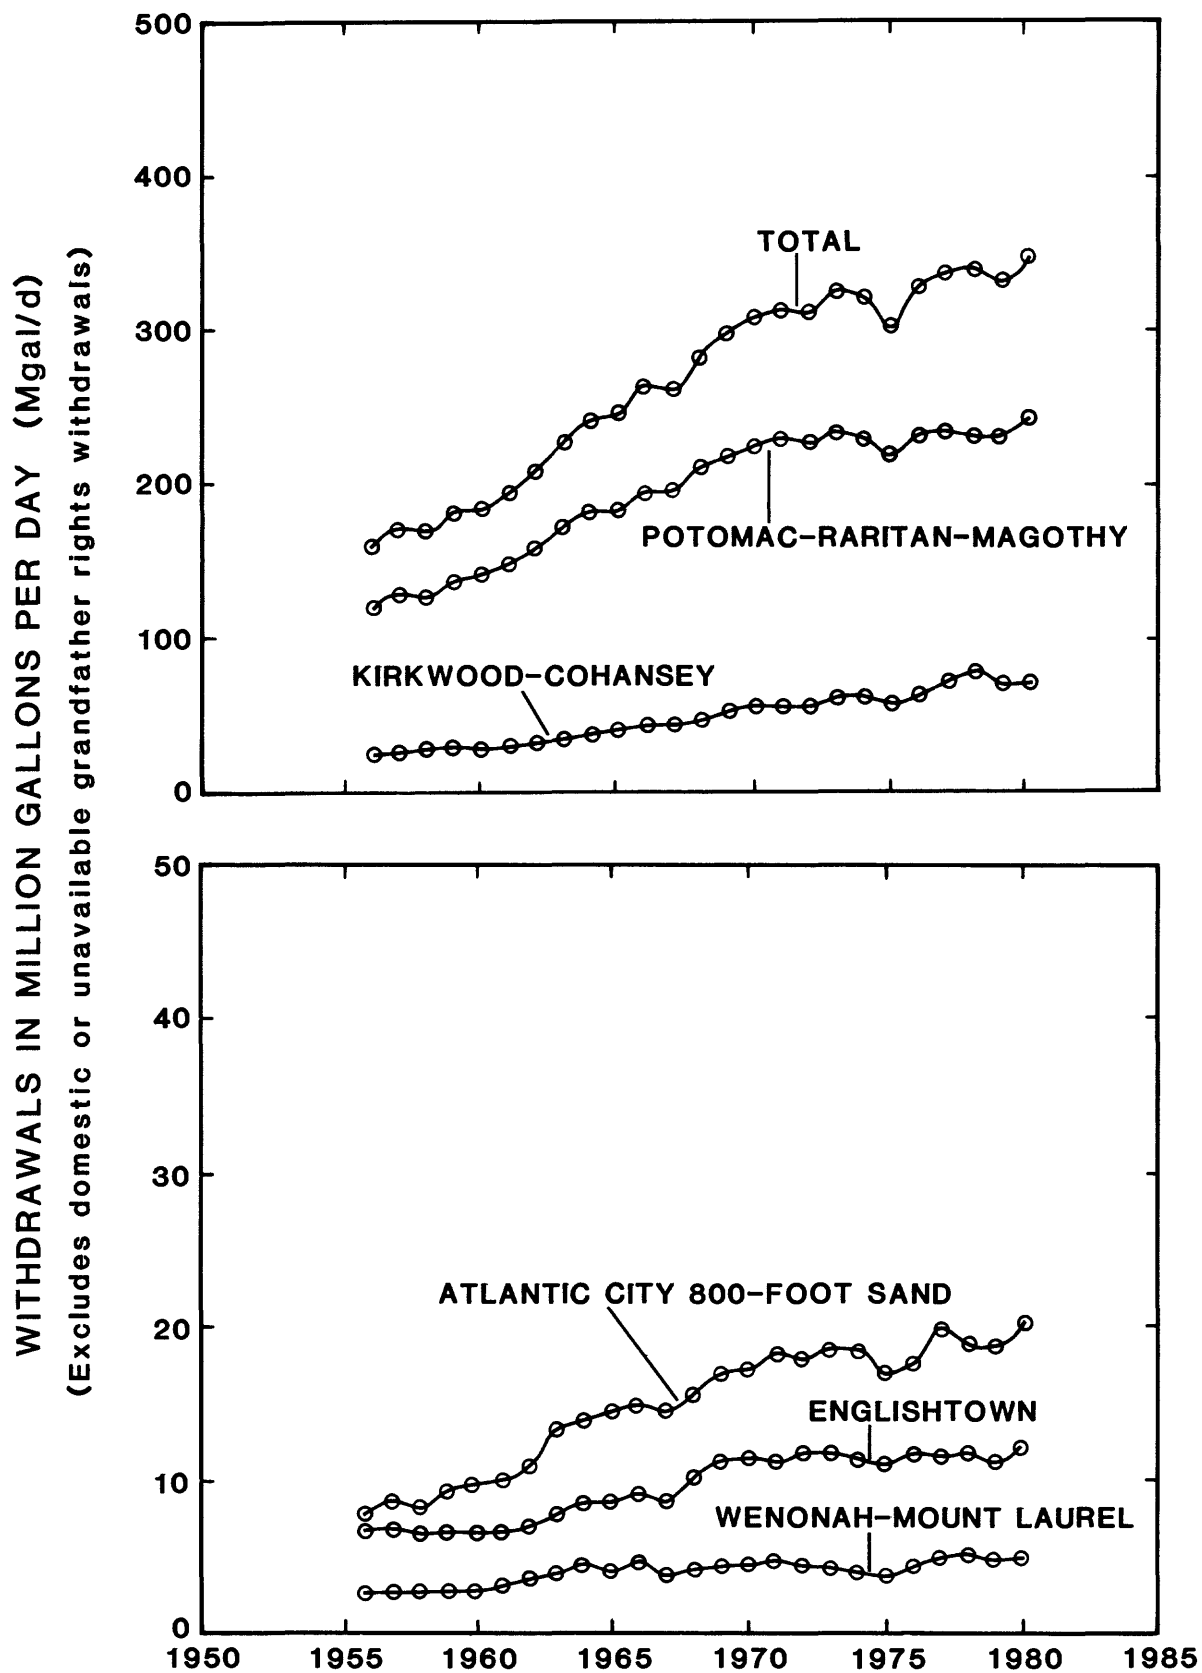 WITHDRAWALS IN MILLION GALLONS PER DAY (Mgal/d)
(Excludes domestic or unavailable grandfather rights withdrawals)
500
400
300
200
100
0
TOTAL
POTOMAC-RARITAN-MAGOTHY
KIRKWOOD-COHANSEY
50
40
30
20
10
0
ATLANTIC CITY 800-FOOT SAND
ENGLISHTOWN
WENONAH-MOUNT LAUREL
1950 1955 1960 1965 1970 1975 1980 1985